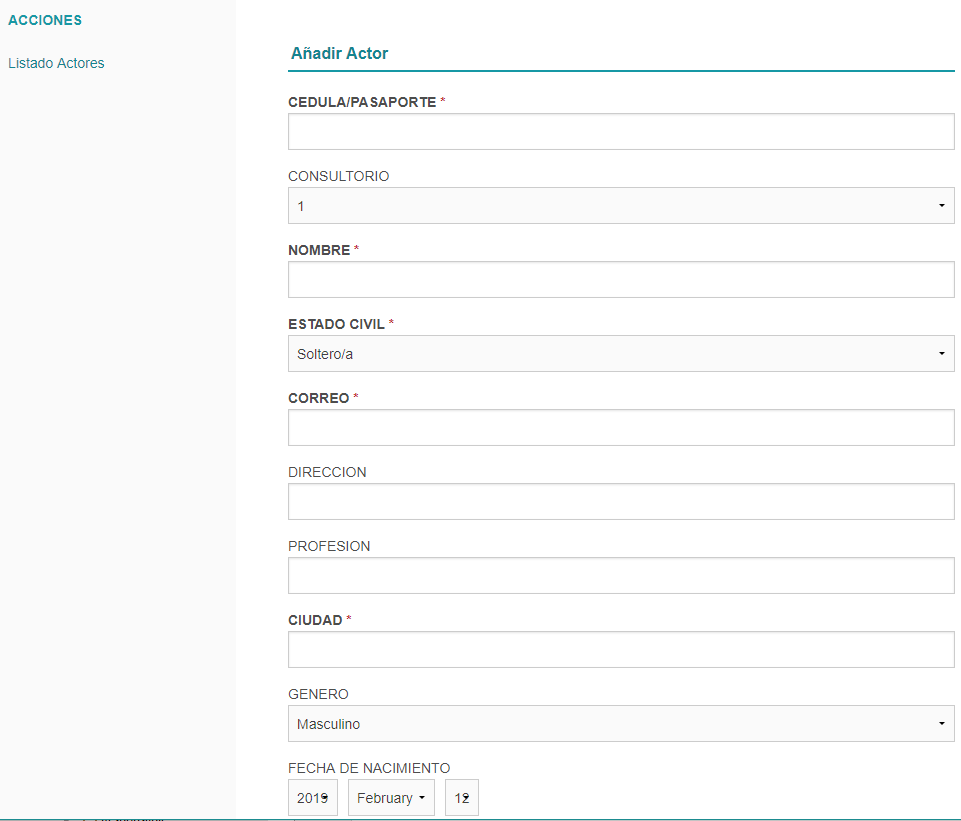 ACCIONES
Listado Actores
Añadir Actor
CEDULA/PASAPORTE *
CONSULTORIO
1
NOMBRE *
ESTADO CIVIL *
Soltero/a
CORREO *
DIRECCION
PROFESION
CIUDAD *
GENERO
Masculino
FECHA DE NACIMIENTO
2019 February 12